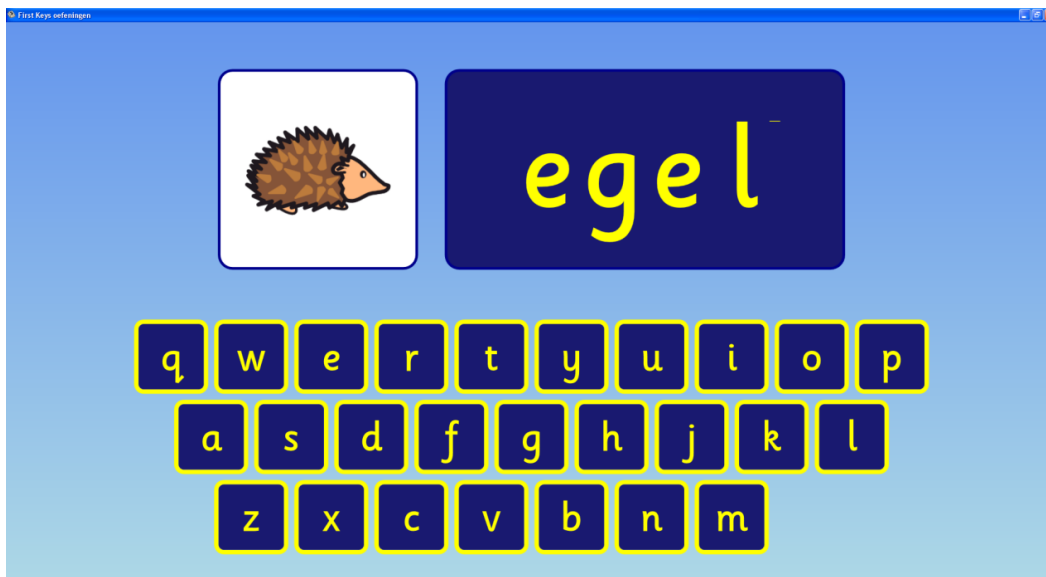 First Keys oefeningen
egel
q w e r t y u i o p
a s d f g h j k l
z x c v b n m